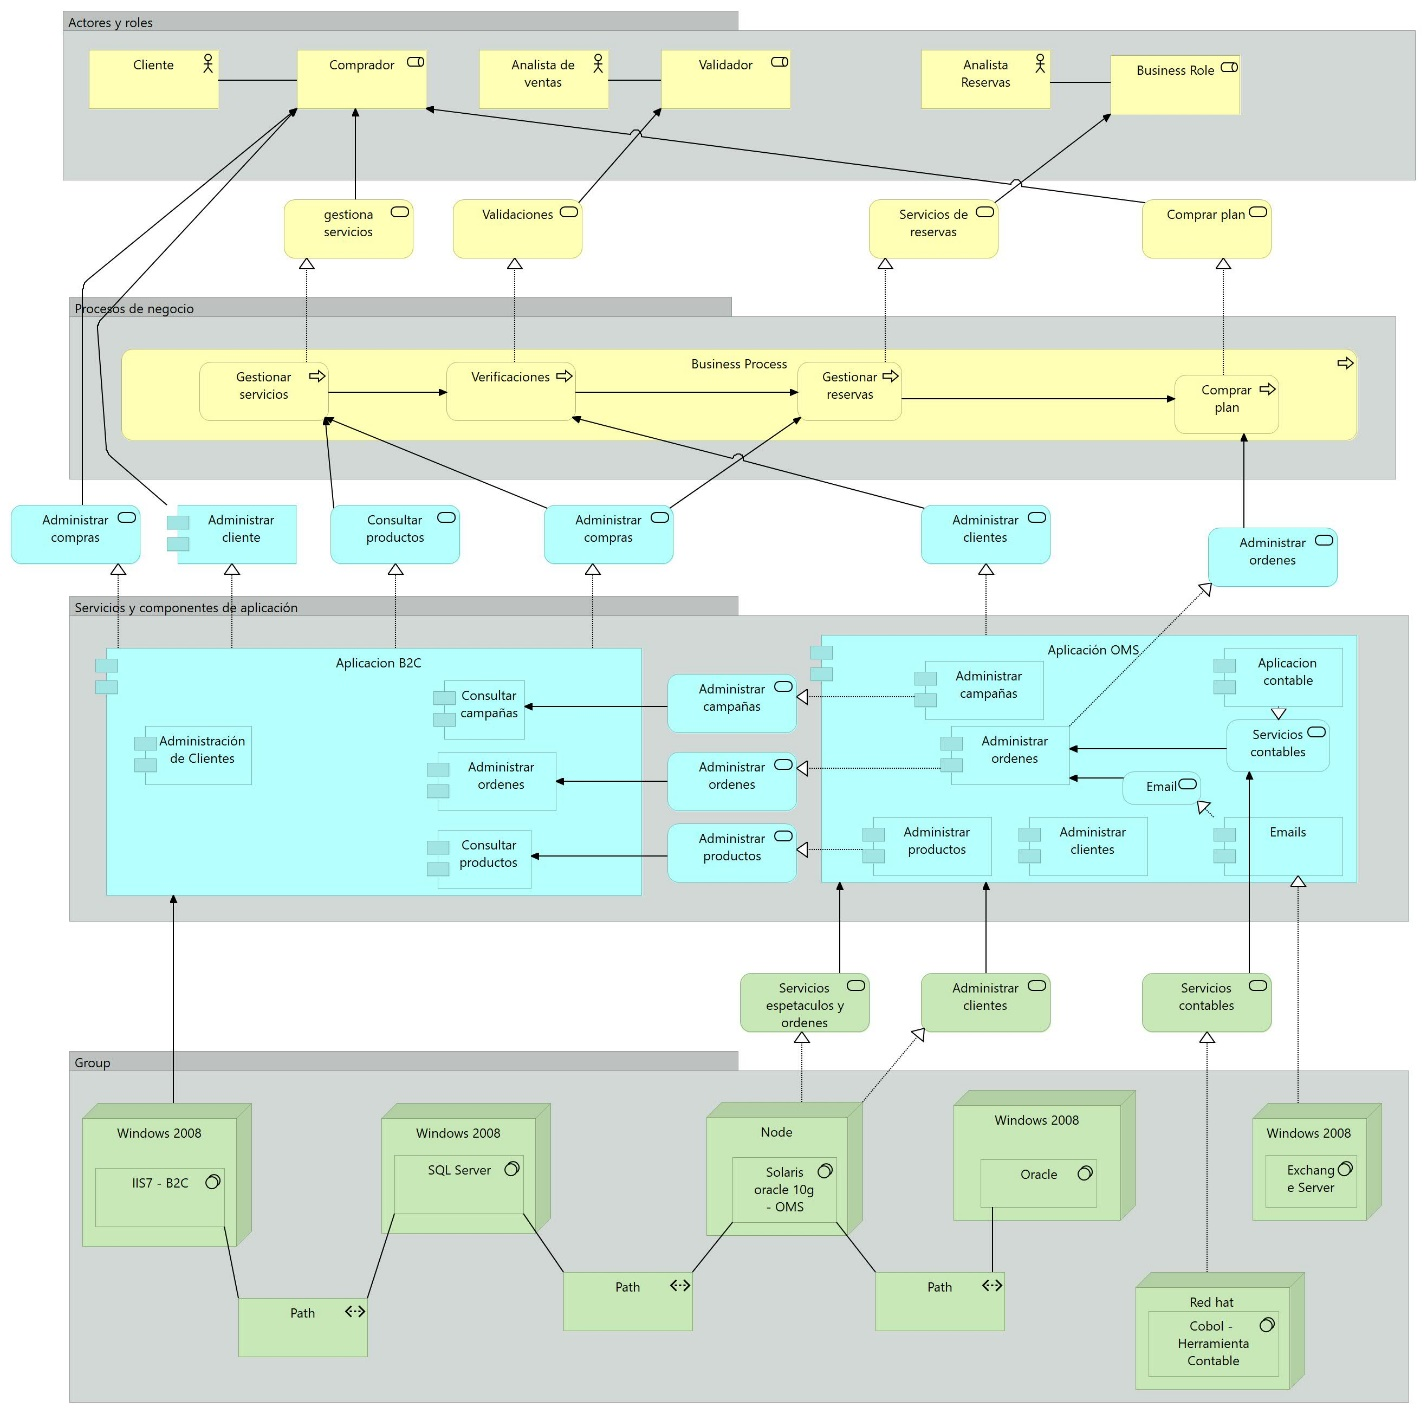 Actores y roles
Cliente
Comprador
Analista de
ventas
Validador
Analista
Reservas
Business Role
gestiona
servicios
Validaciones
Servicios de
reservas
Comprar plan
Procesos de negocio
Business Process
Gestionar
servicios
Verificaciones
Gestionar
reservas
Comprar
plan
Administrar
compras
Administrar
cliente
Consultar
productos
Administrar
compras
Administrar
clientes
Administrar
ordenes
Servicios y componentes de aplicación
Aplicacion B2C
Consultar
campañas
Administración
de Clientes
Administrar
ordenes
Consultar
productos
Administrar
campañas
Administrar
ordenes
Administrar
productos
Aplicación OMS
Administrar
campañas
Aplicacion
contable
Administrar
ordenes
Servicios
contables
Email
Administrar
productos
Administrar
clientes
Emails
Servicios
espetaculos y
ordenes
Administrar
clientes
Servicios
contables
Group
Windows 2008
IIS7 - B2C
Windows 2008
SQL Server
Node
Solaris
oracle 10g
- OMS
Windows 2008
Oracle
Windows 2008
Exchang
e Server
Path
Path
Path
Red hat
Cobol -
Herramienta
Contable